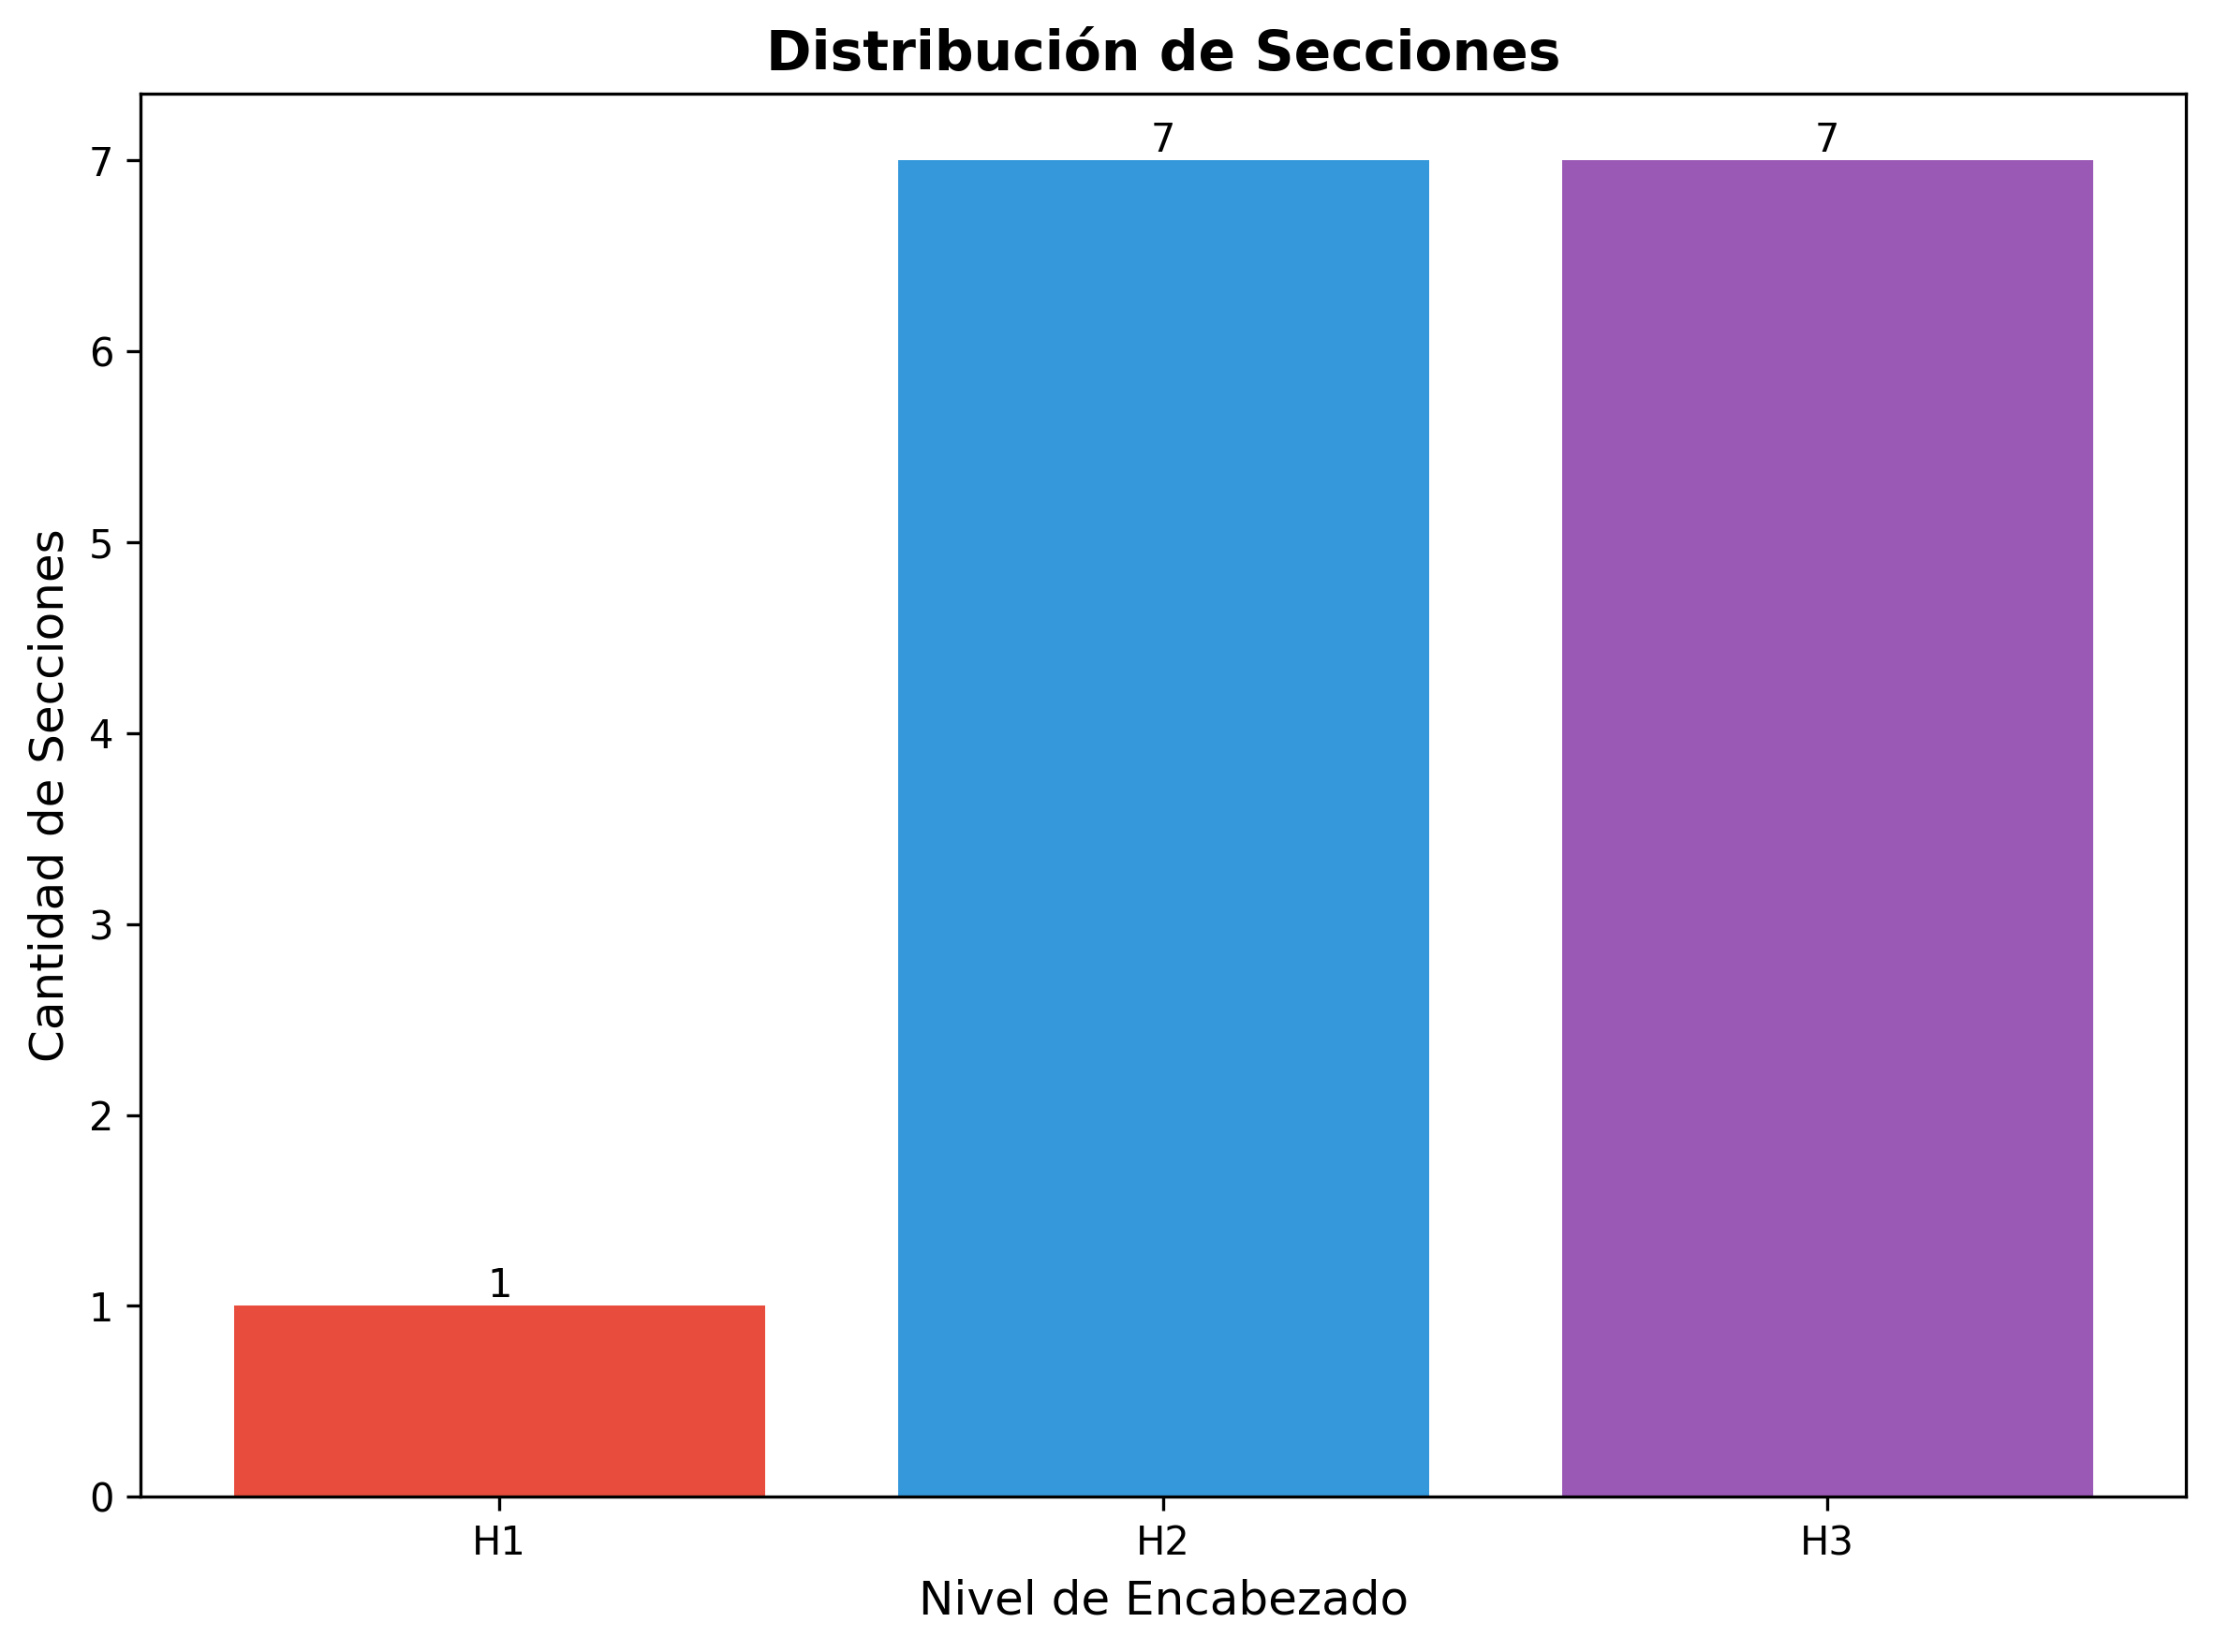 Distribución de Secciones
7
7
7
6
5
4
3
2
1
1
0
Cantidad de Secciones
H1
H2
H3
Nivel de Encabezado